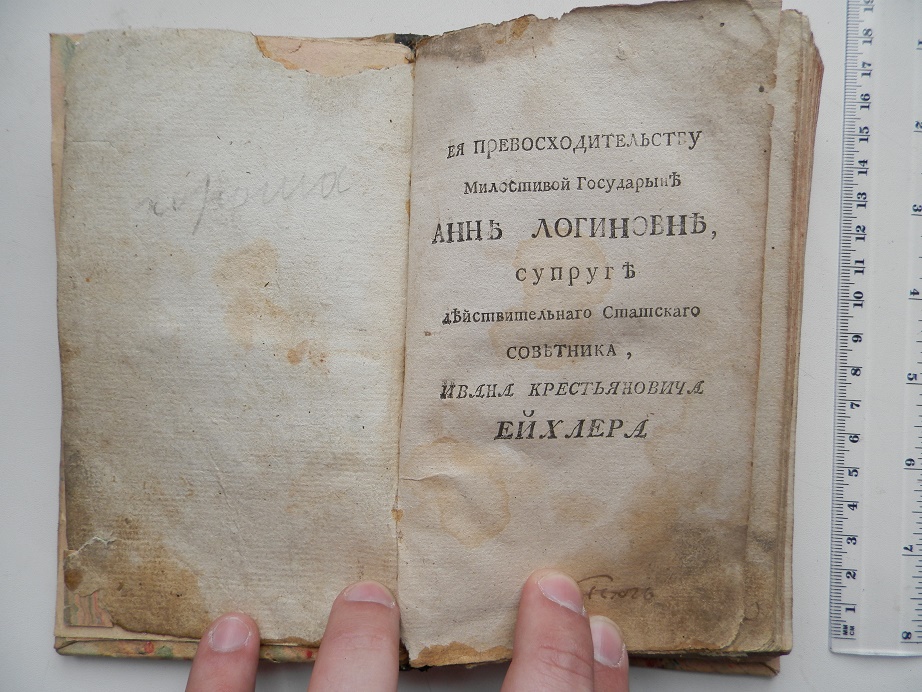 ЕЯ ПРЕВОСХОДИТЕЛЬСТВУ
Милостивой Государынѣ
АННѢ ЛОГИНОВНѢ,
супругѣ
дѣйствительнаго Статскаго
СОВѢТНИКА,
ИВАНА КРЕСТЬЯНОВИЧА
ЕЙХЛЕРА